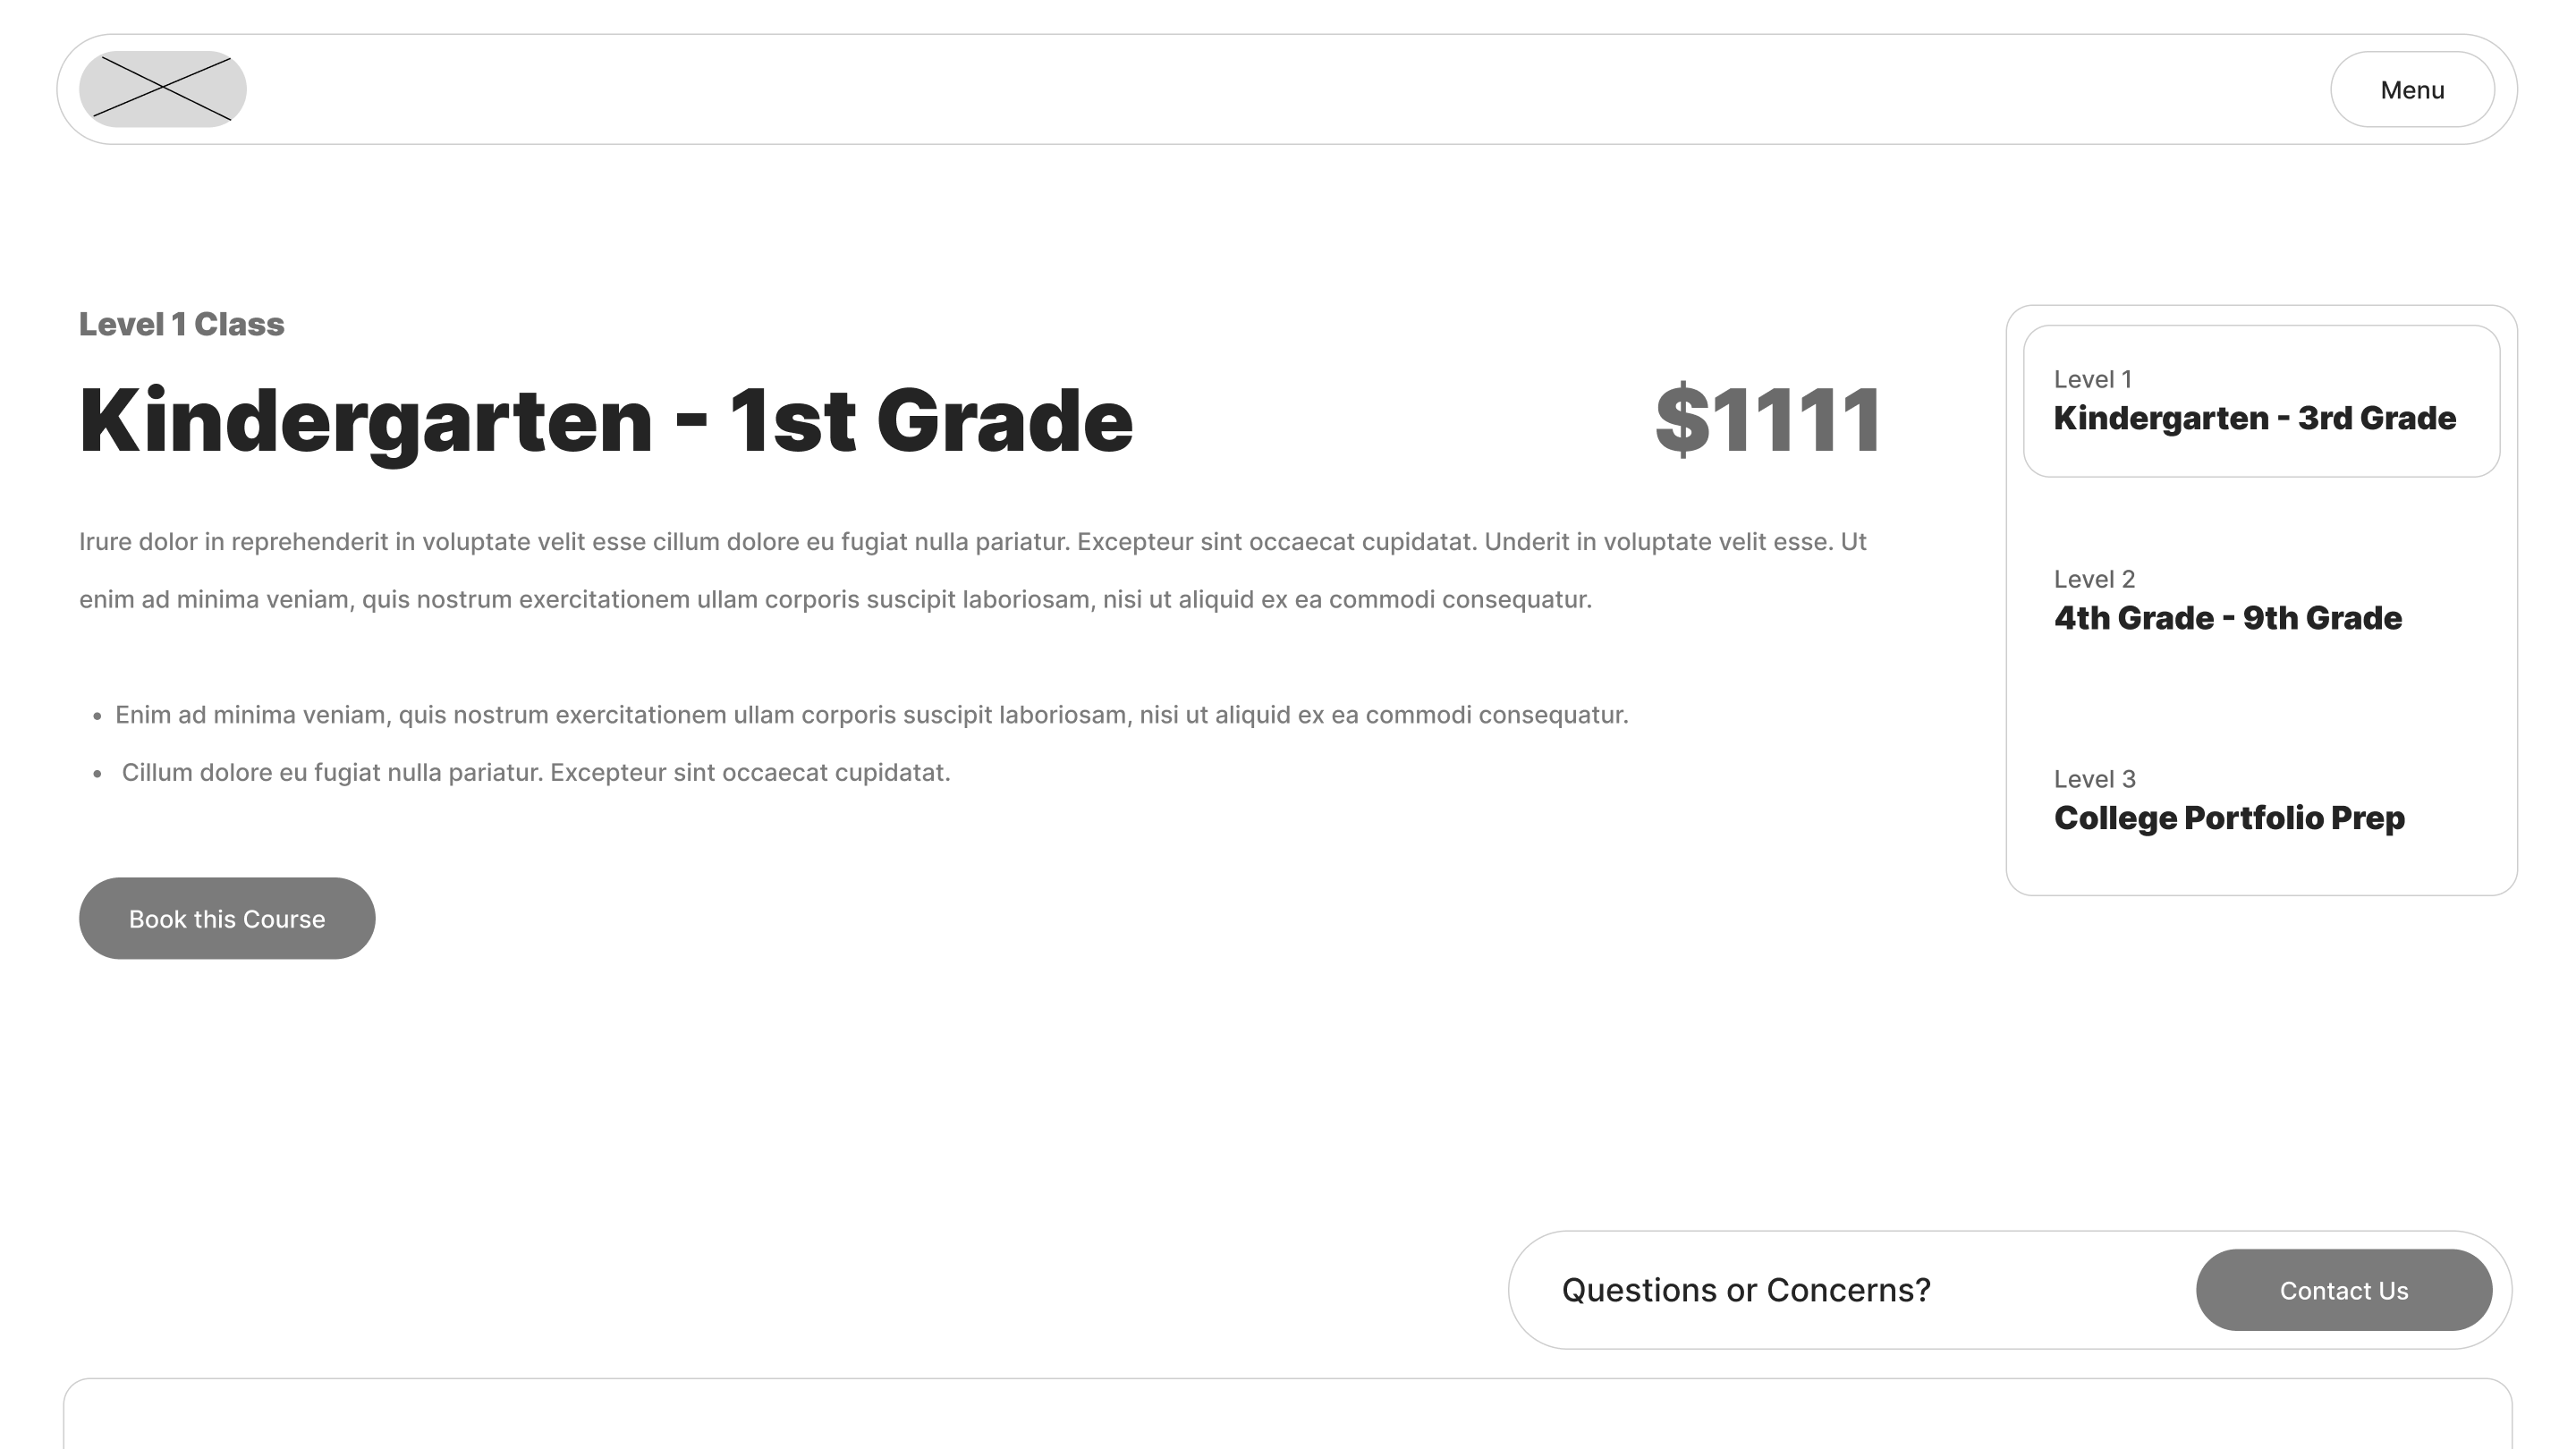 Menu
Level 1 Class
Kindergarten - 1st Grade
$1111
Irure dolor in reprehenderit in voluptate velit esse cillum dolore eu fugiat nulla pariatur. Excepteur sint occaecat cupidatat. Underit in voluptate velit esse. Ut
enim ad minima veniam, quis nostrum exercitationem ullam corporis suscipit laboriosam, nisi ut aliquid ex ea commodi consequatur.
• Enim ad minima veniam, quis nostrum exercitationem ullam corporis suscipit laboriosam, nisi ut aliquid ex ea commodi consequatur.
• Cillum dolore eu fugiat nulla pariatur. Excepteur sint occaecat cupidatat.
Book this Course
Level 1
Kindergarten - 3rd Grade
Level 2
4th Grade - 9th Grade
Level 3
College Portfolio Prep
Questions or Concerns?
Contact Us